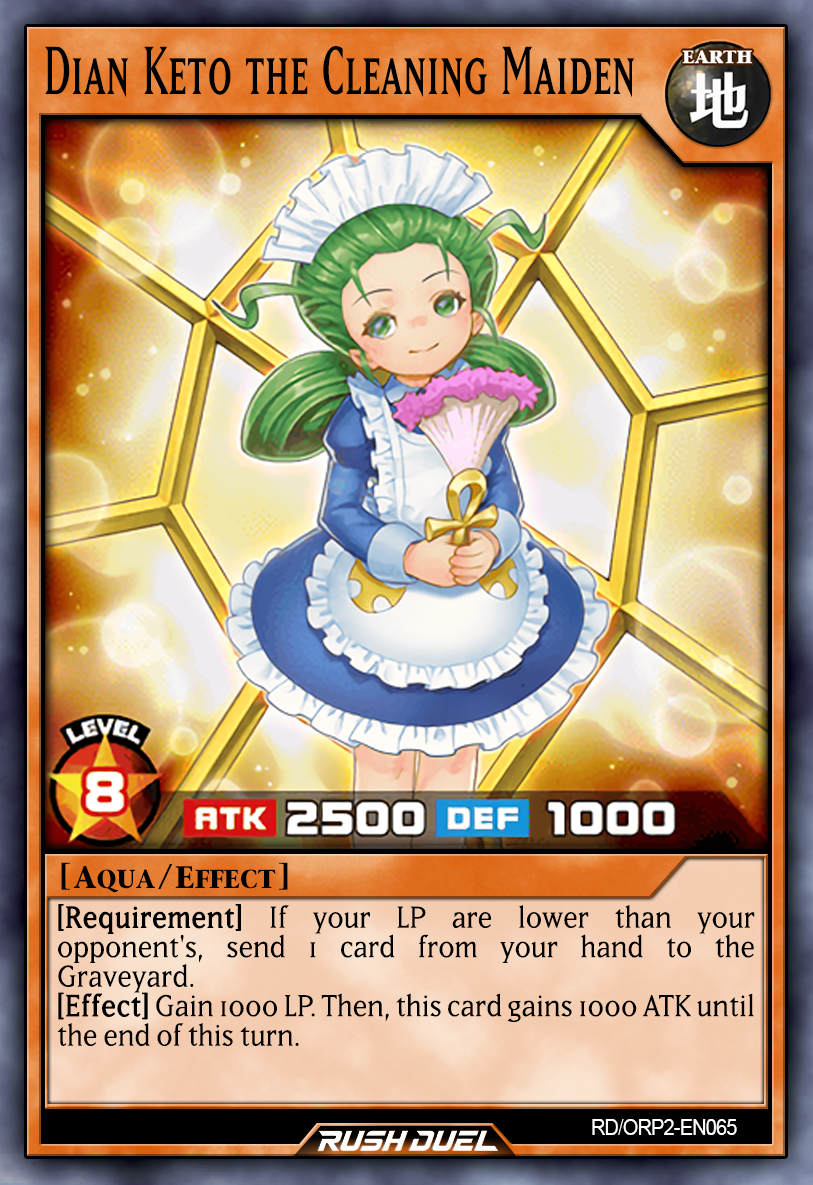 DIAN KETO THE CLEANING MAIDEN
EARTH
地
LEVEL
8
ATK 2500 DEF 1000
[AQUA/EFFECT]
[Requirement] If your LP are lower than your
opponent's, send 1 card from your hand to the
Graveyard.
[Effect] Gain 1000 LP. Then, this card gains 1000 ATK until
the end of this turn.
RUSH DUEL
RD/ORP2-EN065